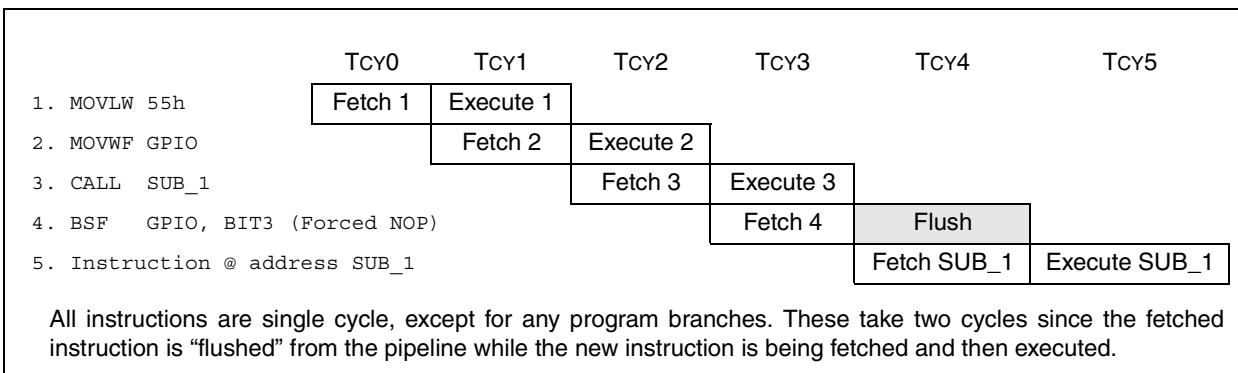 TCY0 TCY1 TCY2 TCY3 TCY4 TCY5
1. MOVLW 55h Fetch 1 Execute 1
2. MOVWF GPIO Fetch 2 Execute 2
3. CALL SUB_1 Fetch 3 Execute 3
4. BSF GPIO, BIT3 (Forced NOP) Fetch 4 Flush
5. Instruction @ address SUB_1 Fetch SUB_1 Execute SUB_1
All instructions are single cycle, except for any program branches. These take two cycles since the fetched
instruction is “flushed” from the pipeline while the new instruction is being fetched and then executed.